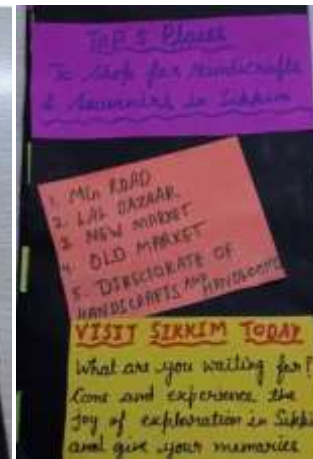 TOP 5 Places
To shop for Handicrafts
& Souvenirs in Sikkim
1. MG ROAD
2. LAL BAZAAR
3. NEW MARKET
4. OLD MARKET
5. DIRECTORATE OF
HANDICRAFTS AND HANDLOOMS
VISIT SIKKIM TODAY
What are you waiting for?
Come and experience the
joy of exploration in Sikki
and give your memories